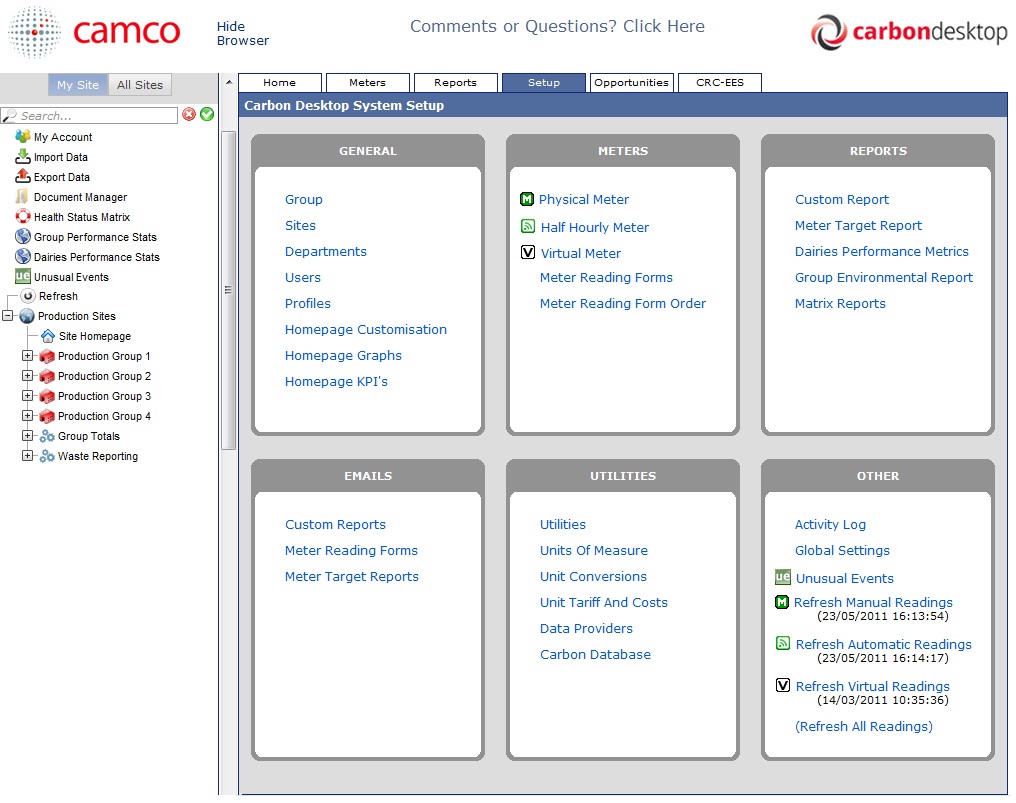 camco
Hide
Browser
Comments or Questions? Click Here
carbondesktop
My Site
All Sites
Home
Meters
Reports
Setup
Opportunities
CRC-EES
Search...
Carbon Desktop System Setup
My Account
Import Data
Export Data
Document Manager
Health Status Matrix
Group Performance Stats
Dairies Performance Stats
ue Unusual Events
Refresh
Production Sites
Site Homepage
Production Group 1
Production Group 2
Production Group 3
Production Group 4
Group Totals
Waste Reporting
GENERAL
Group
Sites
Departments
Users
Profiles
Homepage Customisation
Homepage Graphs
Homepage KPI's
METERS
M Physical Meter
Half Hourly Meter
V Virtual Meter
Meter Reading Forms
Meter Reading Form Order
REPORTS
Custom Report
Meter Target Report
Dairies Performance Metrics
Group Environmental Report
Matrix Reports
EMAILS
Custom Reports
Meter Reading Forms
Meter Target Reports
UTILITIES
Utilities
Units Of Measure
Unit Conversions
Unit Tariff And Costs
Data Providers
Carbon Database
OTHER
Activity Log
Global Settings
ue Unusual Events
M Refresh Manual Readings
(23/05/2011 16:13:54)
Refresh Automatic Readings
(23/05/2011 16:14:17)
V Refresh Virtual Readings
(14/03/2011 10:35:36)
(Refresh All Readings)